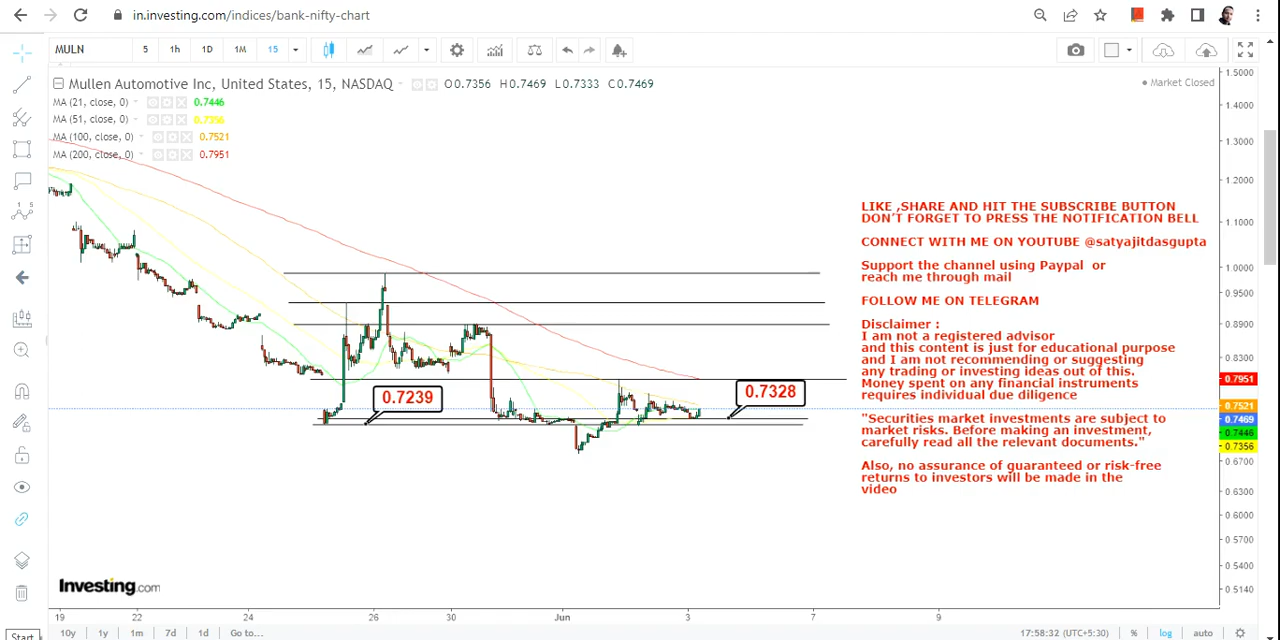 in.investing.com/indices/bank-nifty-chart
MULN 5 1h 1D 1M 15
Mullen Automotive Inc, United States, 15, NASDAQ O0.7356 H0.7469 L0.7333 C0.7469
Market Closed
MA (21, close, 0) 0.7446
MA (51, close, 0) 0.7356
MA (100, close, 0) 0.7521
MA (200, close, 0) 0.7951
LIKE ,SHARE AND HIT THE SUBSCRIBE BUTTON
DON'T FORGET TO PRESS THE NOTIFICATION BELL
CONNECT WITH ME ON YOUTUBE @satyajitdasgupta
Support the channel using Paypal or
reach me through mail
FOLLOW ME ON TELEGRAM
Disclaimer :
I am not a registered advisor
and this content is just for educational purpose
and I am not recommending or suggesting
any trading or investing ideas out of this.
Money spent on any financial instruments
requires individual due diligence
"Securities market investments are subject to
market risks. Before making an investment,
carefully read all the relevant documents."
Also, no assurance of guaranteed or risk-free
returns to investors will be made in the
video
0.7239
0.7328
1.5000
1.4000
1.3000
1.2000
1.1000
1.0000
0.9500
0.8900
0.8300
0.7951
0.7521
0.7469
0.7446
0.7356
0.6700
0.6300
0.6000
0.5700
0.5400
0.5140
Investing.com
19 22 24 26 30 Jun 3 7 9
10y 1y 1m 7d 1d Go to... 17:58:32 (UTC+5:30) % log auto
Start